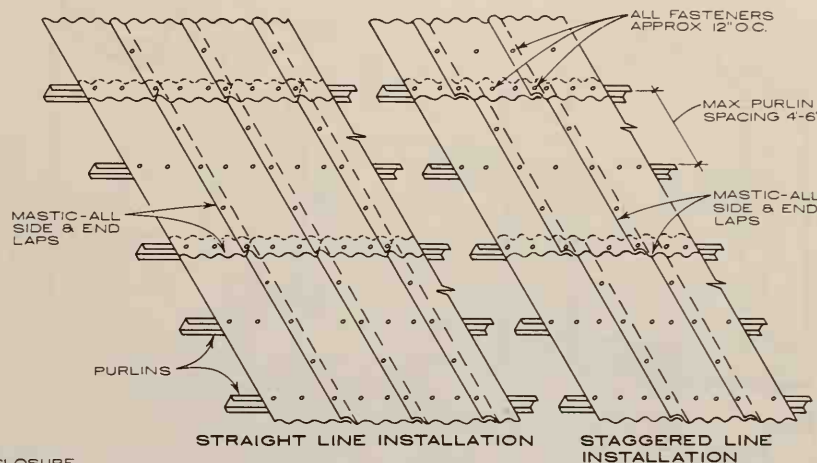 ALL FASTENERS
APPROX 12" O.C.
MAX PURLIN
SPACING 4'-6"
MASTIC-ALL
SIDE & END
LAPS
MASTIC-ALL
SIDE & END
LAPS
PURLINS
STRAIGHT LINE INSTALLATION
STAGGERED LINE
INSTALLATION
CLOSURE